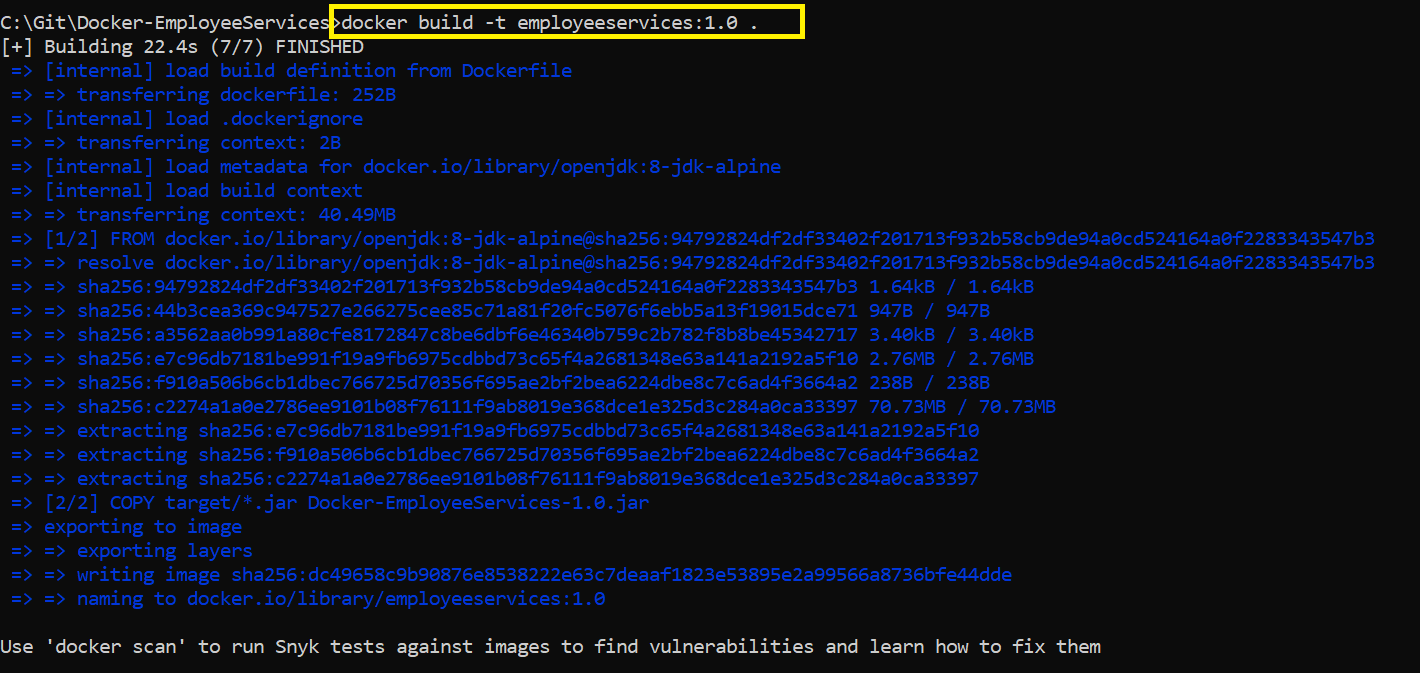 C:\Git\Docker-EmployeeServices>docker build -t employeeservices:1.0 .
[+] Building 22.4s (7/7) FINISHED
=> [internal] load build definition from Dockerfile
=> => transferring dockerfile: 252B
=> [internal] load .dockerignore
=> => transferring context: 2B
=> [internal] load metadata for docker.io/library/openjdk:8-jdk-alpine
=> [internal] load build context
=> => transferring context: 40.49MB
=> [1/2] FROM docker.io/library/openjdk:8-jdk-alpine@sha256:94792824df2df33402f201713f932b58cb9de94a0cd524164a0f2283343547b3
=> => resolve docker.io/library/openjdk:8-jdk-alpine@sha256:94792824df2df33402f201713f932b58cb9de94a0cd524164a0f2283343547b3
=> => sha256:94792824df2df33402f201713f932b58cb9de94a0cd524164a0f2283343547b3 1.64kB / 1.64kB
=> => sha256:44b3cea369c947527e266275cee85c71a81f20fc5076f6ebb5a13f19015dce71 947B / 947B
=> => sha256:a3562aa0b991a80cfe8172847c8be6dbf6e46340b759c2b782f8b8be45342717 3.40kB / 3.40kB
=> => sha256:e7c96db7181be991f19a9fb6975cdbbd73c65f4a2681348e63a141a2192a5f10 2.76MB / 2.76MB
=> => sha256:f910a506b6cb1dbec766725d70356f695ae2bf2bea6224dbe8c7c6ad4f3664a2 238B / 238B
=> => sha256:c2274a1a0e2786ee9101b08f76111f9ab8019e368dce1e325d3c284a0ca33397 70.73MB / 70.73MB
=> => extracting sha256:e7c96db7181be991f19a9fb6975cdbbd73c65f4a2681348e63a141a2192a5f10
=> => extracting sha256:f910a506b6cb1dbec766725d70356f695ae2bf2bea6224dbe8c7c6ad4f3664a2
=> => extracting sha256:c2274a1a0e2786ee9101b08f76111f9ab8019e368dce1e325d3c284a0ca33397
=> [2/2] COPY target/*.jar Docker-EmployeeServices-1.0.jar
=> exporting to image
=> => exporting layers
=> => writing image sha256:dc49658c9b90876e8538222e63c7deaaf1823e53895e2a99566a8736bfe44dde
=> => naming to docker.io/library/employeeservices:1.0
Use 'docker scan' to run Snyk tests against images to find vulnerabilities and learn how to fix them